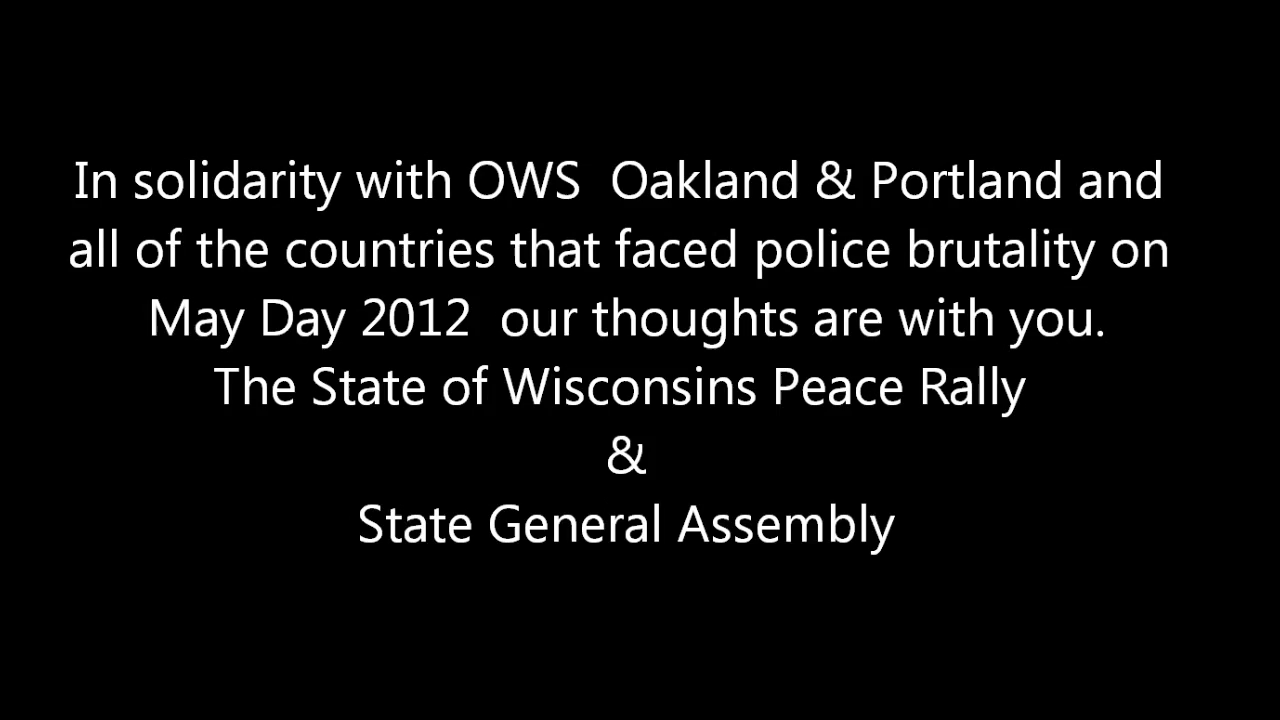 In solidarity with OWS  Oakland & Portland and
all of the countries that faced police brutality on
May Day 2012  our thoughts are with you.
The State of Wisconsins Peace Rally
&
State General Assembly